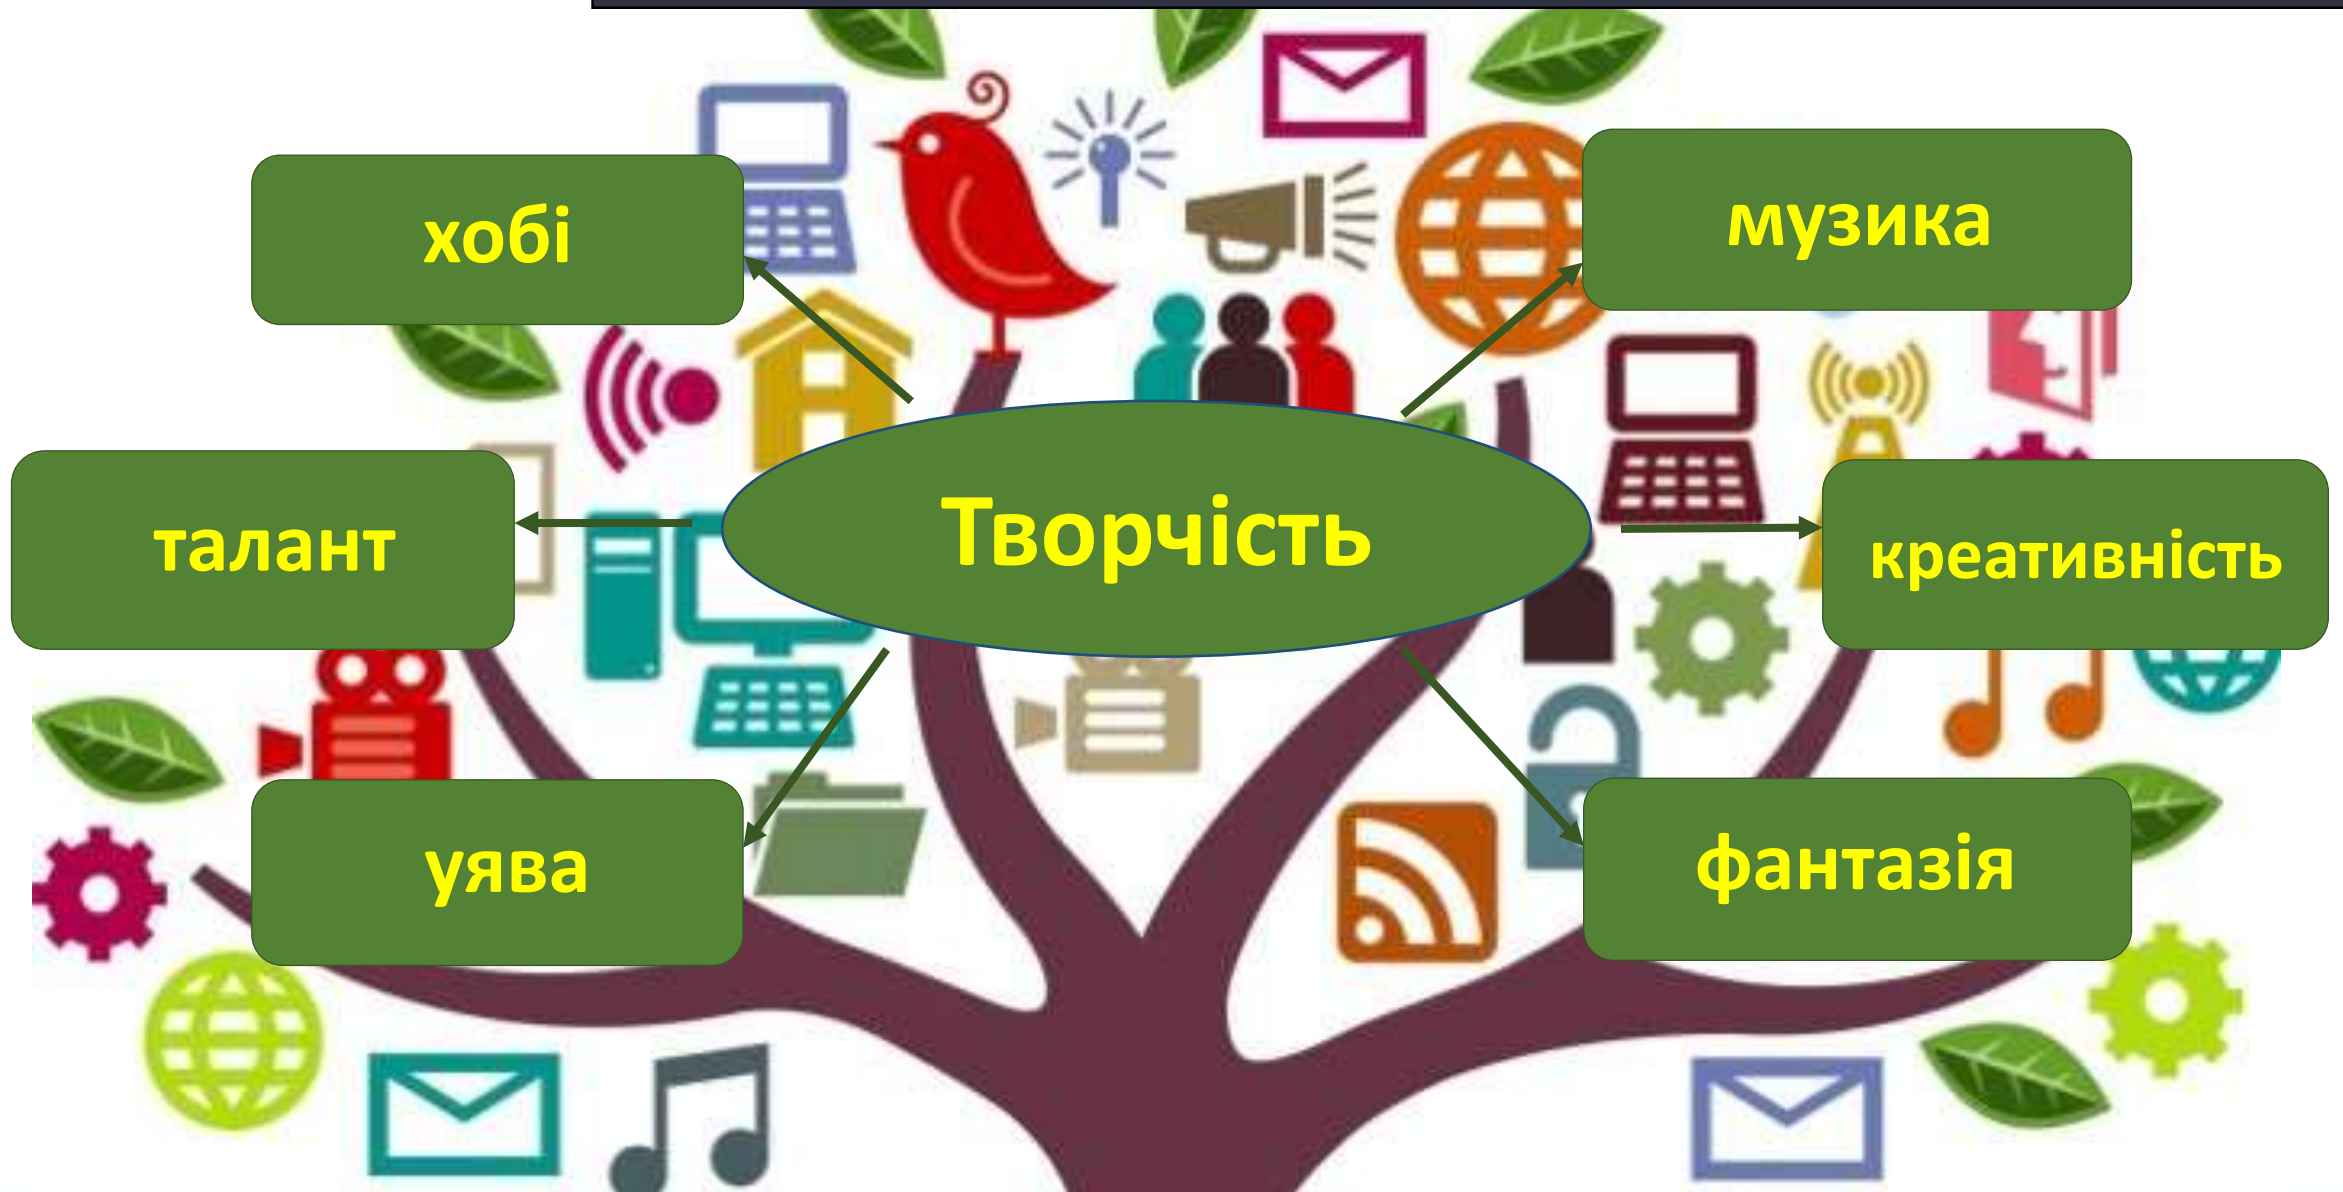 хобі
музика
Творчість
талант
креативність
уява
фантазія